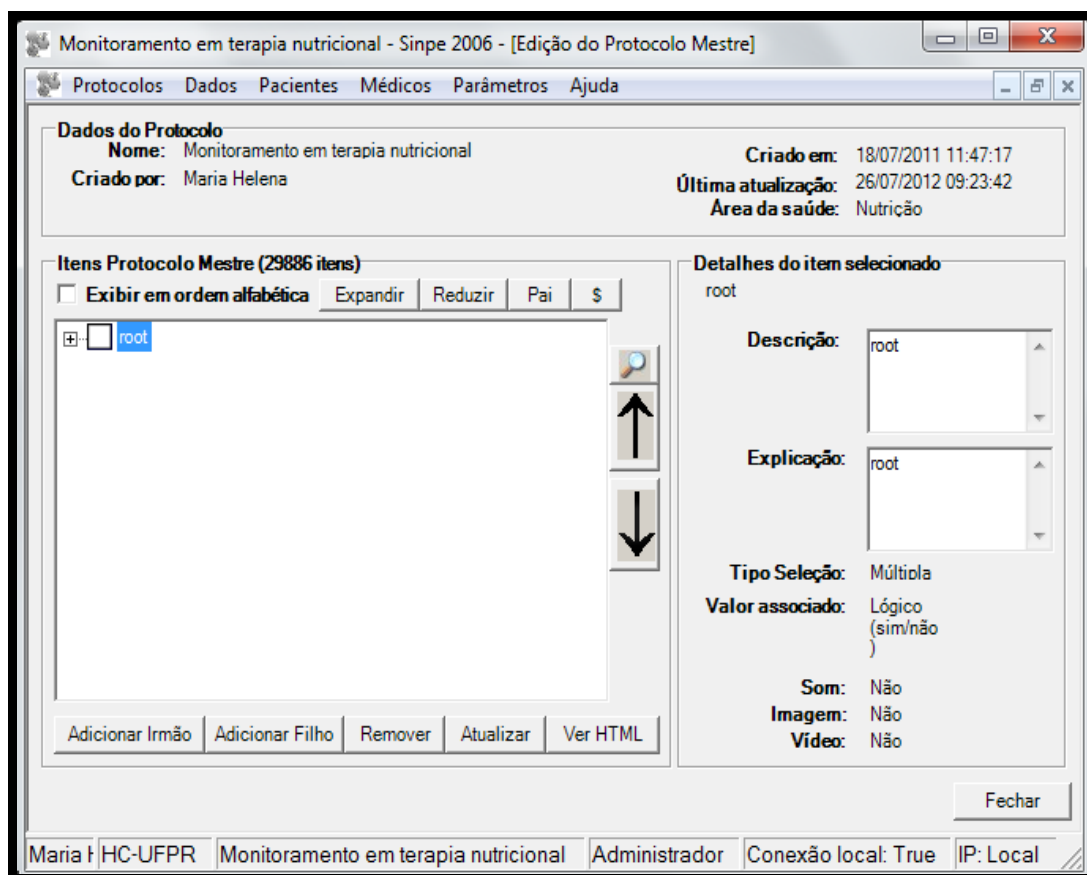 Monitoramento em terapia nutricional - Sinpe 2006 - [Edição do Protocolo Mestre]
Protocolos Dados Pacientes Médicos Parâmetros Ajuda
Dados do Protocolo
Nome: Monitoramento em terapia nutricional
Criado por: Maria Helena
Criado em: 18/07/2011 11:47:17
Última atualização: 26/07/2012 09:23:42
Área da saúde: Nutrição
Itens Protocolo Mestre (29886 itens)
Exibir em ordem alfabética Expandir Reduzir Pai $
root
Adicionar Irmão Adicionar Filho Remover Atualizar Ver HTML
Detalhes do item selecionado
root
Descrição: root
Explicação: root
Tipo Seleção: Múltipla
Valor associado: Lógico
(sim/não
)
Som: Não
Imagem: Não
Vídeo: Não
Fechar
Maria HC-UFPR Monitoramento em terapia nutricional Administrador Conexão local: True IP: Local